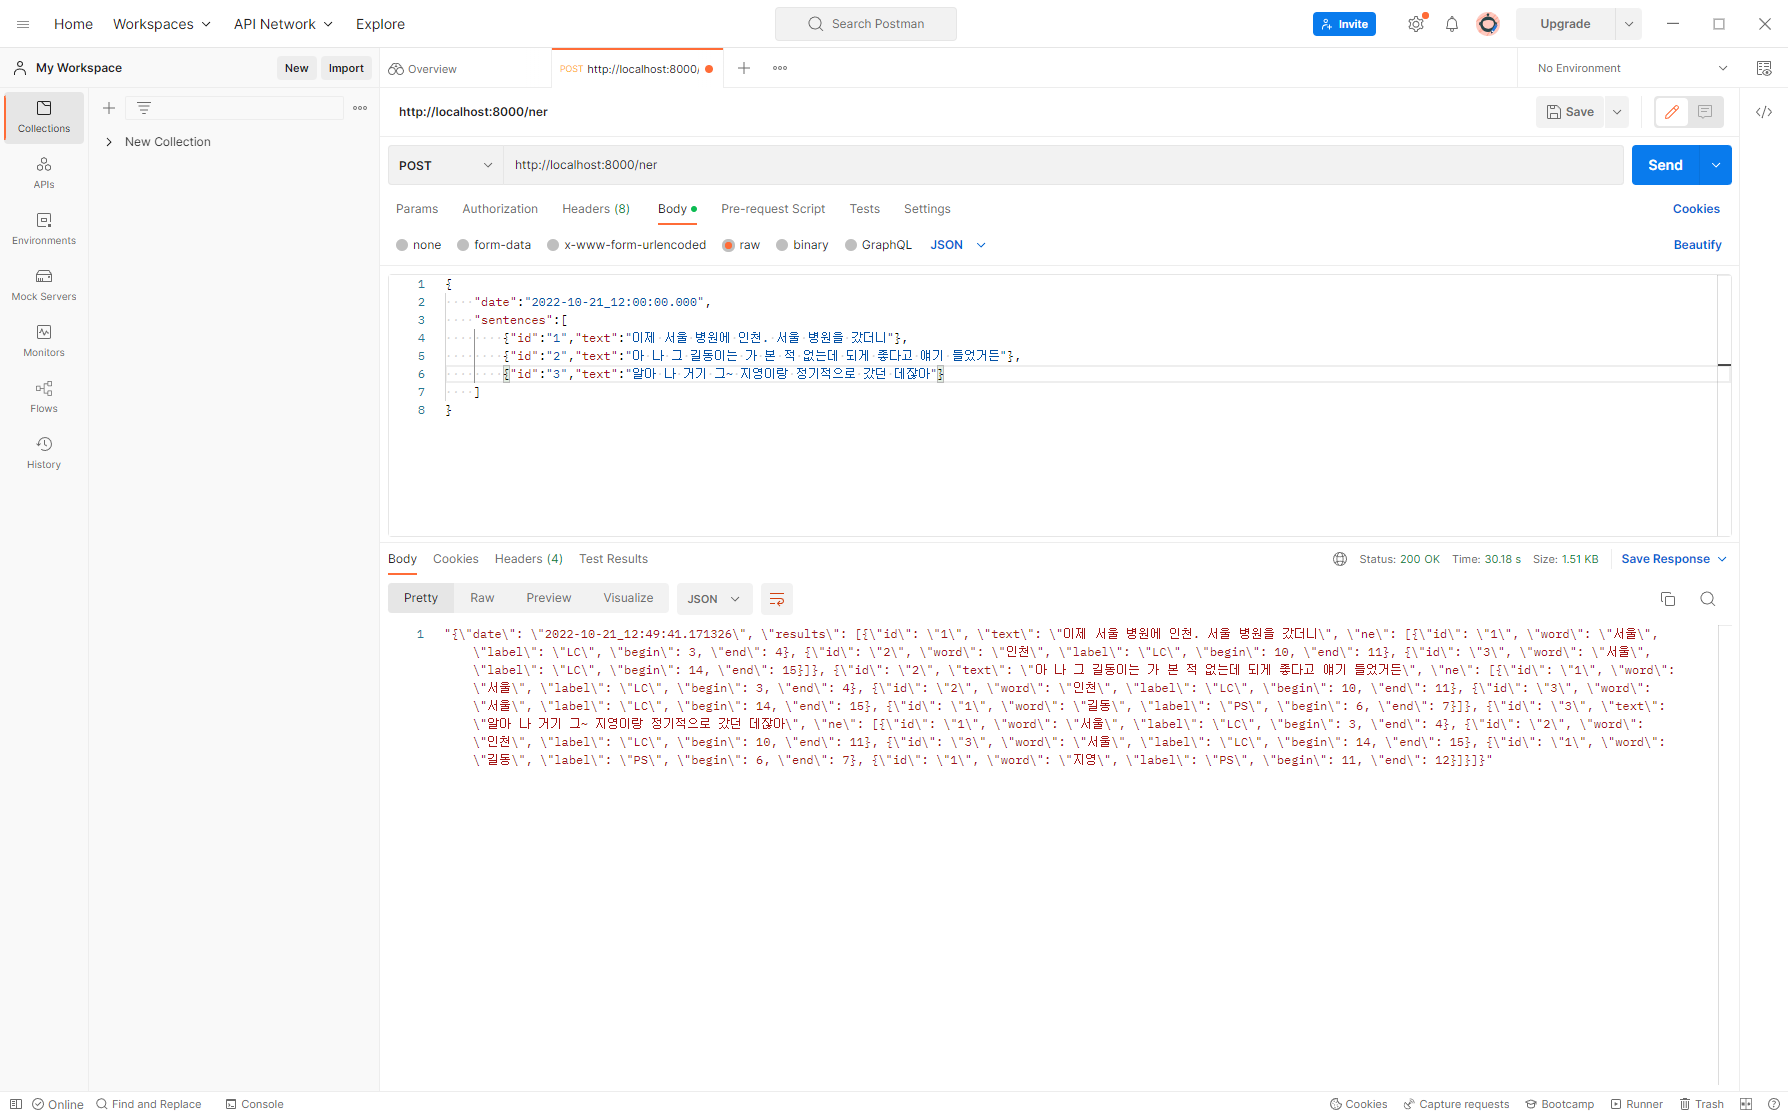 Home Workspaces API Network Explore Search Postman Invite Upgrade
My Workspace New Import Overview POST http://localhost:8000/ No Environment
Collections
APIs
Environments
Mock Servers
Monitors
Flows
History
New Collection
http://localhost:8000/ner Save
POST http://localhost:8000/ner Send
Params Authorization Headers (8) Body Pre-request Script Tests Settings Cookies
none form-data x-www-form-urlencoded raw binary GraphQL JSON Beautify
1 {
2 "date":"2022-10-21_12:00:00.000",
3 "sentences":[
4 {"id":"1","text":"이제 서울 병원에 인천. 서울 병원을 갔더니"},
5 {"id":"2","text":"아 나 그 길동이는 가 본 적 없는데 되게 좋다고 얘기 들었거든"},
6 {"id":"3","text":"알아 나 거기 그~ 지영이랑 정기적으로 갔던 데잖아"}
7 ]
8 }
Body Cookies Headers (4) Test Results Status: 200 OK Time: 30.18 s Size: 1.51 KB Save Response
Pretty Raw Preview Visualize JSON
1 "{\"date\": \"2022-10-21_12:49:41.171326\", \"results\": [{\"id\": \"1\", \"text\": \"이제 서울 병원에 인천. 서울 병원을 갔더니\", \"ne\": [{\"id\": \"1\", \"word\": \"서울\",
\"label\": \"LC\", \"begin\": 3, \"end\": 4}, {\"id\": \"2\", \"word\": \"인천\", \"label\": \"LC\", \"begin\": 10, \"end\": 11}, {\"id\": \"3\", \"word\": \"서울\",
\"label\": \"LC\", \"begin\": 14, \"end\": 15}]}, {\"id\": \"2\", \"text\": \"아 나 그 길동이는 가 본 적 없는데 되게 좋다고 얘기 들었거든\", \"ne\": [{\"id\": \"1\", \"word\":
\"서울\", \"label\": \"LC\", \"begin\": 3, \"end\": 4}, {\"id\": \"2\", \"word\": \"인천\", \"label\": \"LC\", \"begin\": 10, \"end\": 11}, {\"id\": \"3\", \"word\":
\"서울\", \"label\": \"LC\", \"begin\": 14, \"end\": 15}, {\"id\": \"1\", \"word\": \"길동\", \"label\": \"PS\", \"begin\": 6, \"end\": 7}]}, {\"id\": \"3\", \"text\":
\"알아 나 거기 그~ 지영이랑 정기적으로 갔던 데잖아\", \"ne\": [{\"id\": \"1\", \"word\": \"서울\", \"label\": \"LC\", \"begin\": 3, \"end\": 4}, {\"id\": \"2\", \"word\":
\"인천\", \"label\": \"LC\", \"begin\": 10, \"end\": 11}, {\"id\": \"3\", \"word\": \"서울\", \"label\": \"LC\", \"begin\": 14, \"end\": 15}, {\"id\": \"1\", \"word\":
\"길동\", \"label\": \"PS\", \"begin\": 6, \"end\": 7}, {\"id\": \"1\", \"word\": \"지영\", \"label\": \"PS\", \"begin\": 11, \"end\": 12}]}]}"
Online Find and Replace Console Cookies Capture requests Bootcamp Runner Trash